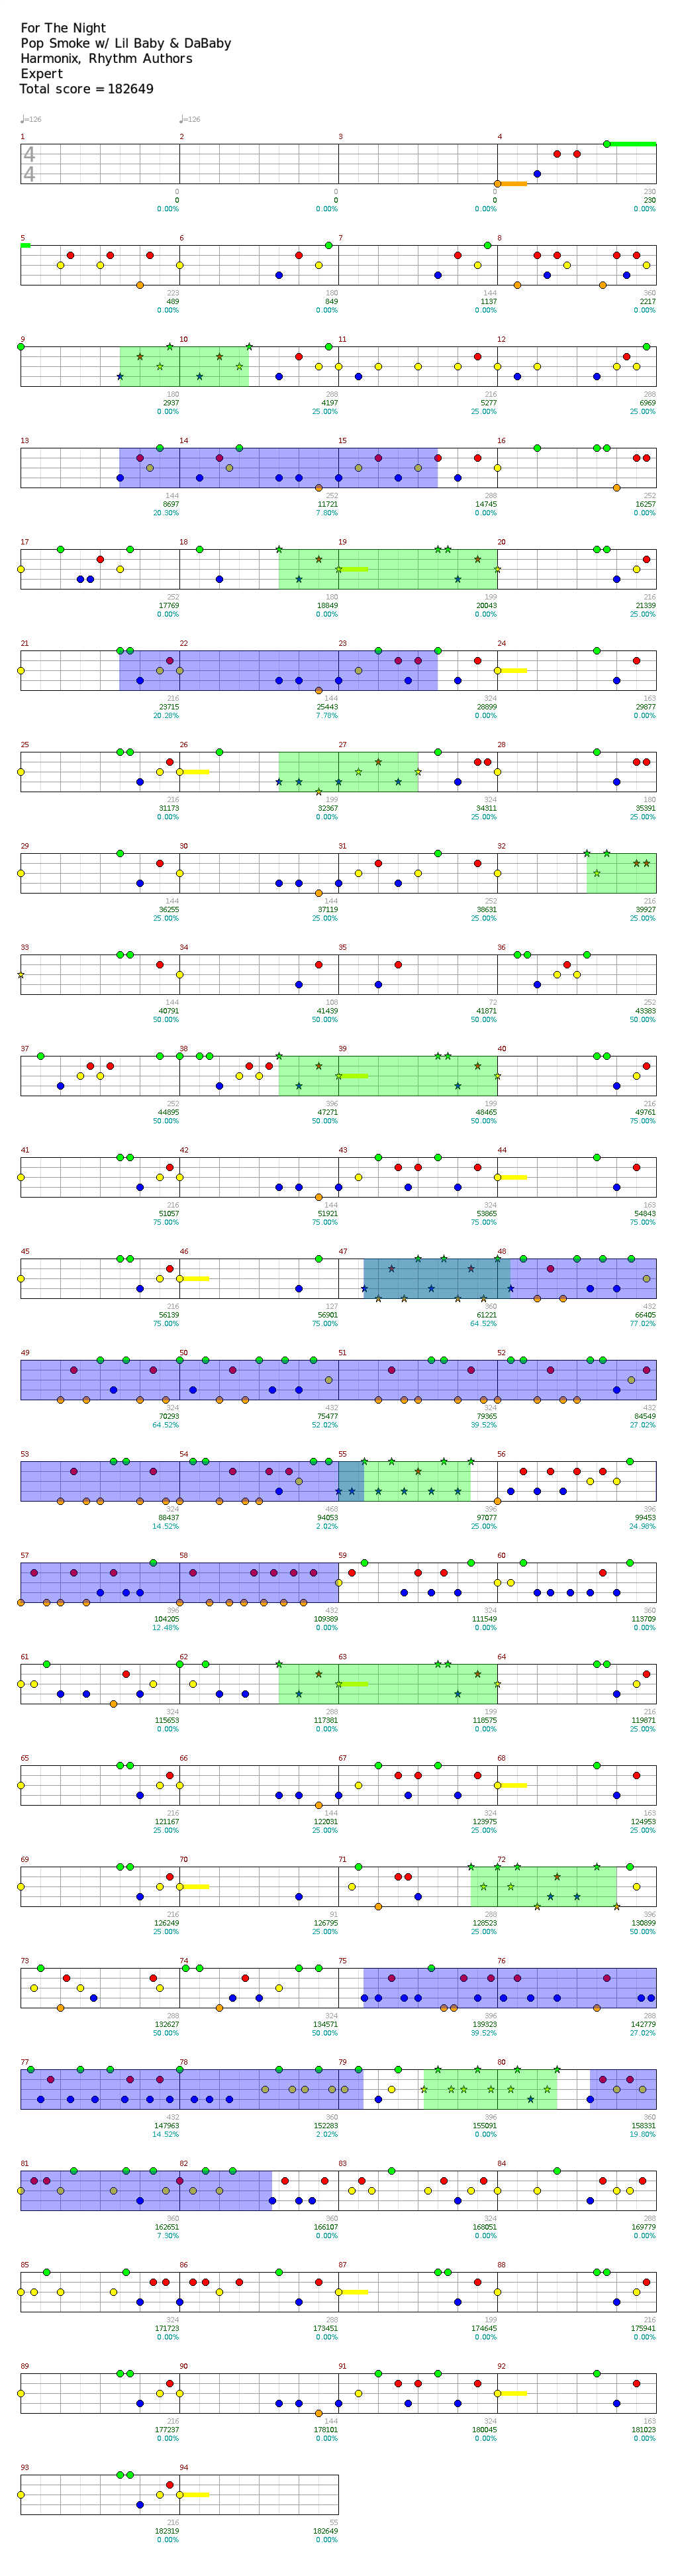 For The Night
Pop Smoke w/ Lil Baby & DaBaby
Harmonix, Rhythm Authors
Expert
Total score = 182649
♩=126 ♩=126
1 2 3 4
4
4
0 0 0 230
0 0 0 230
0.00% 0.00% 0.00% 0.00%
5 6 7 8
223 180 144 360
489 849 1137 2217
0.00% 0.00% 0.00% 0.00%
9 10 11 12
180 288 216 288
2937 4197 5277 6969
0.00% 25.00% 25.00% 25.00%
13 14 15 16
144 252 288 252
8697 11721 14745 16257
20.30% 7.80% 0.00% 0.00%
17 18 19 20
252 180 199 216
17769 18849 20043 21339
0.00% 0.00% 0.00% 25.00%
21 22 23 24
216 144 324 163
23715 25443 28899 29877
20.28% 7.78% 0.00% 0.00%
25 26 27 28
216 199 324 180
31173 32367 34311 35391
0.00% 0.00% 25.00% 25.00%
29 30 31 32
144 144 252 216
36255 37119 38631 39927
25.00% 25.00% 25.00% 25.00%
33 34 35 36
144 108 72 252
40791 41439 41871 43383
50.00% 50.00% 50.00% 50.00%
37 38 39 40
252 396 199 216
44895 47271 48465 49761
50.00% 50.00% 50.00% 75.00%
41 42 43 44
216 144 324 163
51057 51921 53865 54843
75.00% 75.00% 75.00% 75.00%
45 46 47 48
216 127 360 432
56139 56901 61221 66405
75.00% 75.00% 64.52% 77.02%
49 50 51 52
324 432 324 432
70293 75477 79365 84549
64.52% 52.02% 39.52% 27.02%
53 54 55 56
324 468 396 396
88437 94053 97077 99453
14.52% 2.02% 25.00% 24.98%
57 58 59 60
396 432 324 360
104205 109389 111549 113709
12.48% 0.00% 0.00% 0.00%
61 62 63 64
324 288 199 216
115653 117381 118575 119871
0.00% 0.00% 0.00% 25.00%
65 66 67 68
216 144 324 163
121167 122031 123975 124953
25.00% 25.00% 25.00% 25.00%
69 70 71 72
216 91 288 396
126249 126795 128523 130899
25.00% 25.00% 25.00% 50.00%
73 74 75 76
288 324 396 288
132627 134571 139323 142779
50.00% 50.00% 39.52% 27.02%
77 78 79 80
432 360 396 360
147963 152283 155091 158331
14.52% 2.02% 0.00% 19.80%
81 82 83 84
360 360 324 288
162651 166107 168051 169779
7.30% 0.00% 0.00% 0.00%
85 86 87 88
324 288 199 216
171723 173451 174645 175941
0.00% 0.00% 0.00% 0.00%
89 90 91 92
216 144 324 163
177237 178101 180045 181023
0.00% 0.00% 0.00% 0.00%
93 94
216 55
182319 182649
0.00% 0.00%